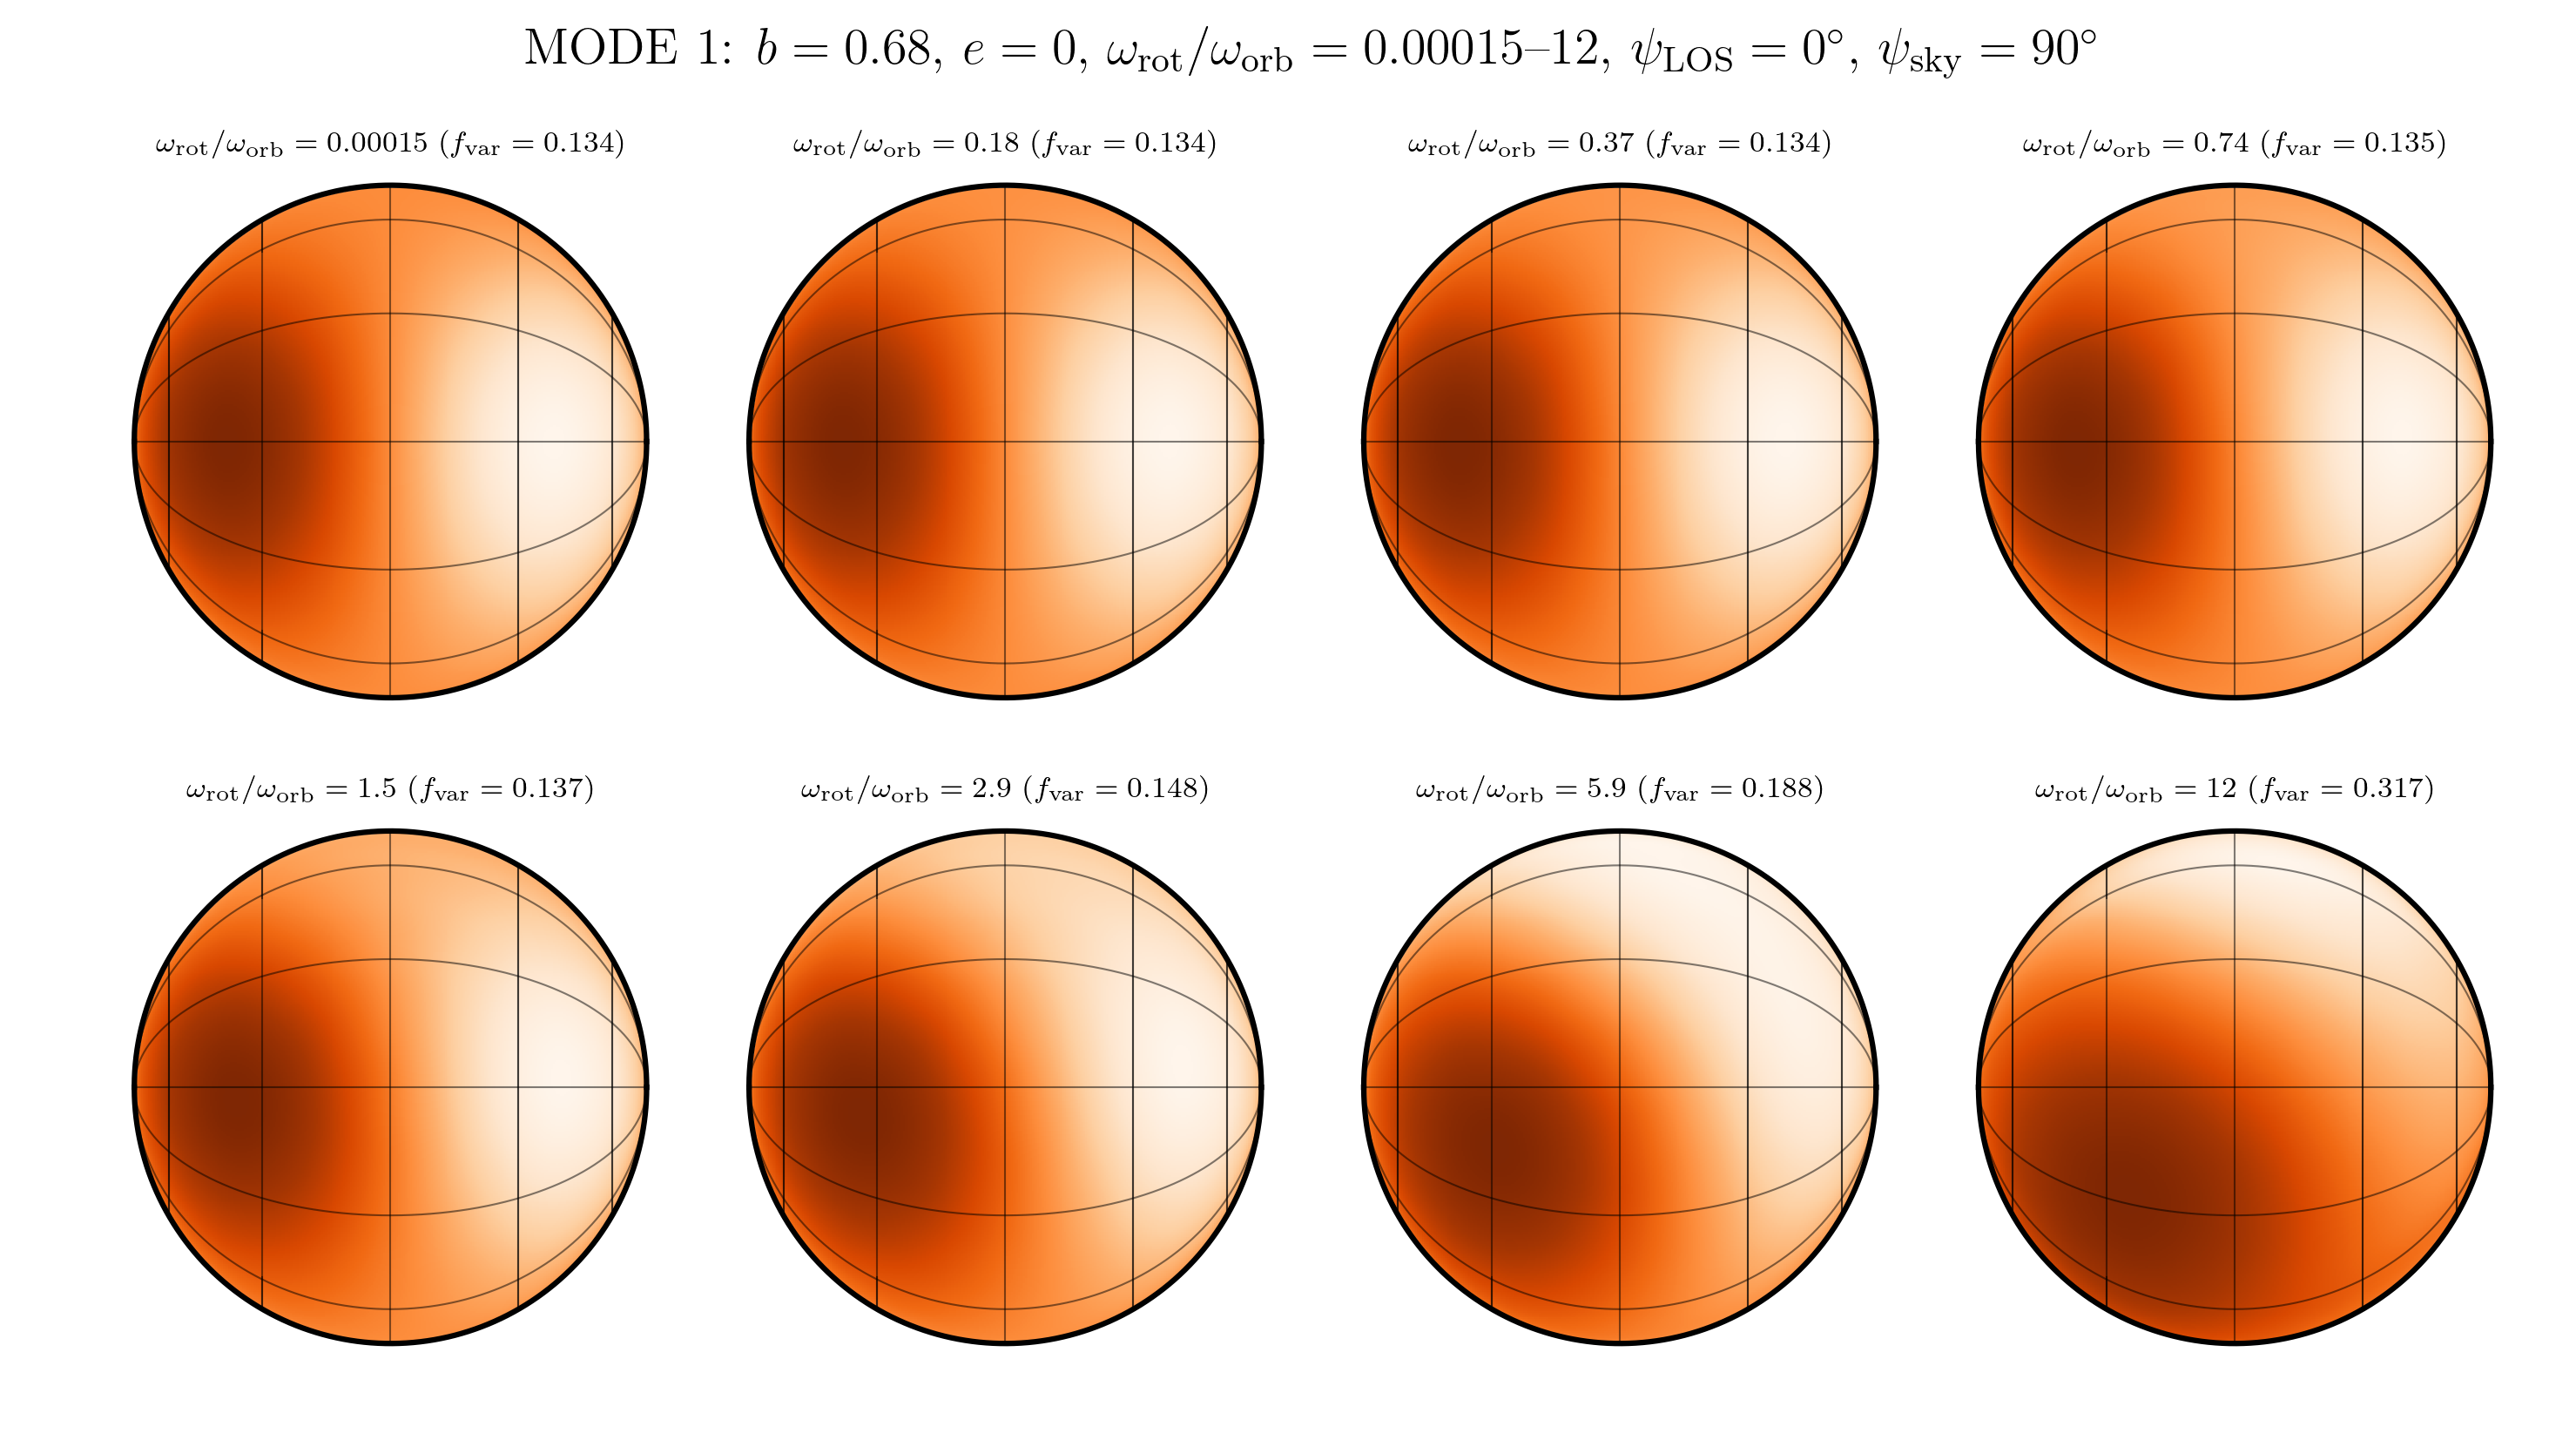 MODE 1: b = 0.68, e = 0, ω_rot/ω_orb = 0.00015–12, ψ_LOS = 0°, ψ_sky = 90°
ω_rot/ω_orb = 0.00015 (f_var = 0.134)
ω_rot/ω_orb = 0.18 (f_var = 0.134)
ω_rot/ω_orb = 0.37 (f_var = 0.134)
ω_rot/ω_orb = 0.74 (f_var = 0.135)
ω_rot/ω_orb = 1.5 (f_var = 0.137)
ω_rot/ω_orb = 2.9 (f_var = 0.148)
ω_rot/ω_orb = 5.9 (f_var = 0.188)
ω_rot/ω_orb = 12 (f_var = 0.317)